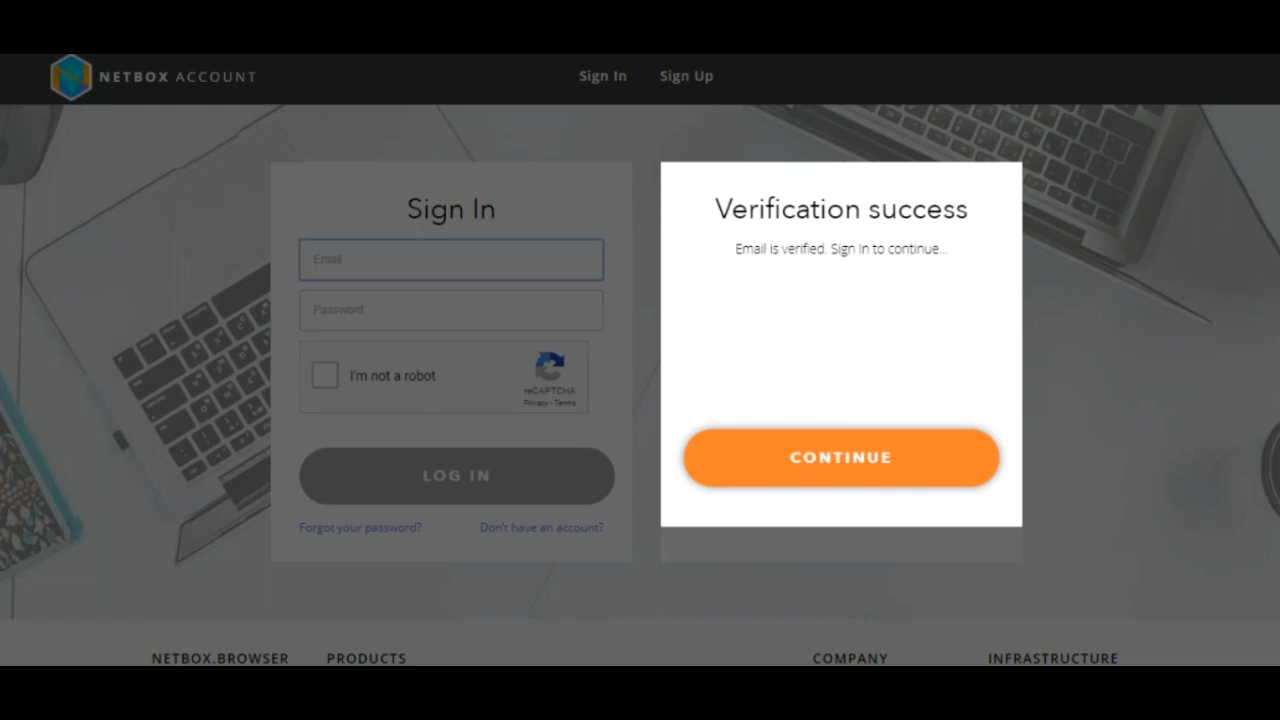 NETBOX ACCOUNT
Sign In
Sign Up
Sign In
Email
Password
I'm not a robot
reCAPTCHA
Privacy - Terms
LOG IN
Forgot your password?
Don't have an account?
Verification success
Email is verified. Sign In to continue...
CONTINUE
NETBOX.BROWSER
PRODUCTS
COMPANY
INFRASTRUCTURE